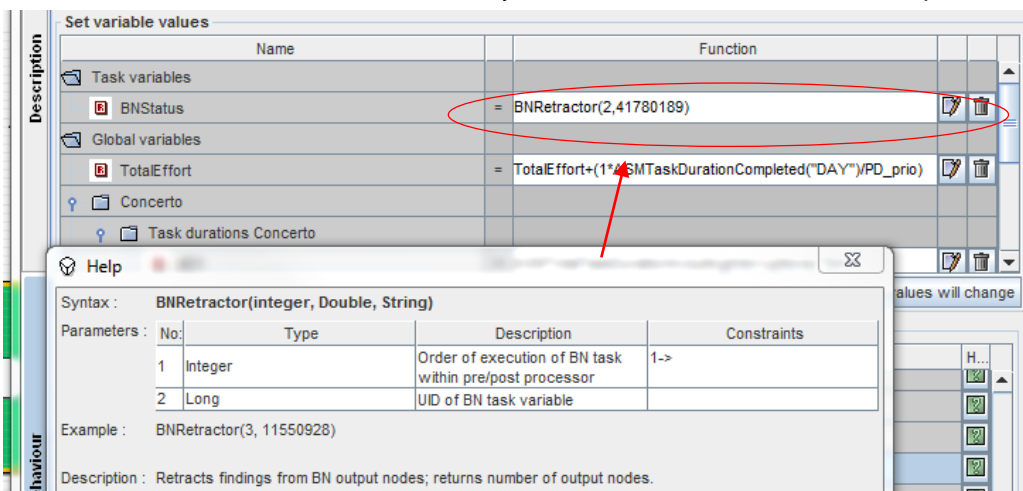 Set variable values
Description
Name Function
Task variables
BNStatus = BNRetractor(2,41780189)
Global variables
TotalEffort = TotalEffort+(1*ASMTaskDurationCompleted("DAY")/PD_prio)
Concerto
Task durations Concerto
Help
alues will change
Syntax : BNRetractor(integer, Double, String)
Parameters : No: Type Description Constraints
1 Integer Order of execution of BN task 1->
within pre/post processor
2 Long UID of BN task variable
Example : BNRetractor(3, 11550928)
Description : Retracts findings from BN output nodes; returns number of output nodes.
H...
haviour